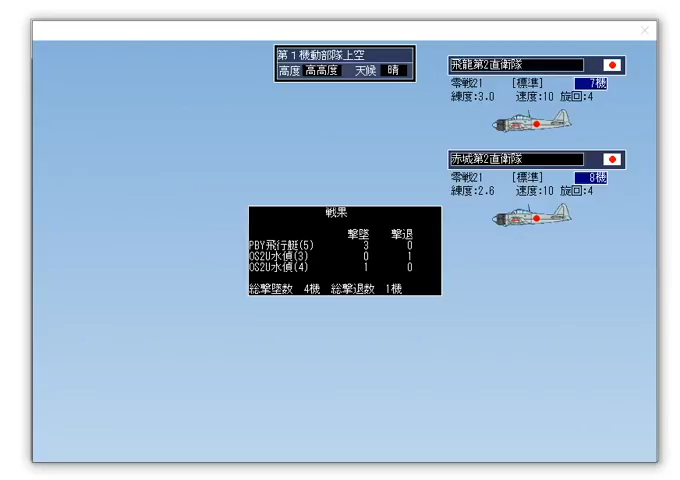 第1機動部隊上空
高度 高高度 天候 晴
飛龍第2直衛隊
零戦21 [標準] 7機
練度:3.0 速度:10 旋回:4
赤城第2直衛隊
零戦21 [標準] 8機
練度:2.6 速度:10 旋回:4
戦果
撃墜 撃退
PBY飛行艇(5) 3 0
OS2U水偵(3) 0 1
OS2U水偵(4) 1 0
総撃墜数 4機 総撃退数 1機